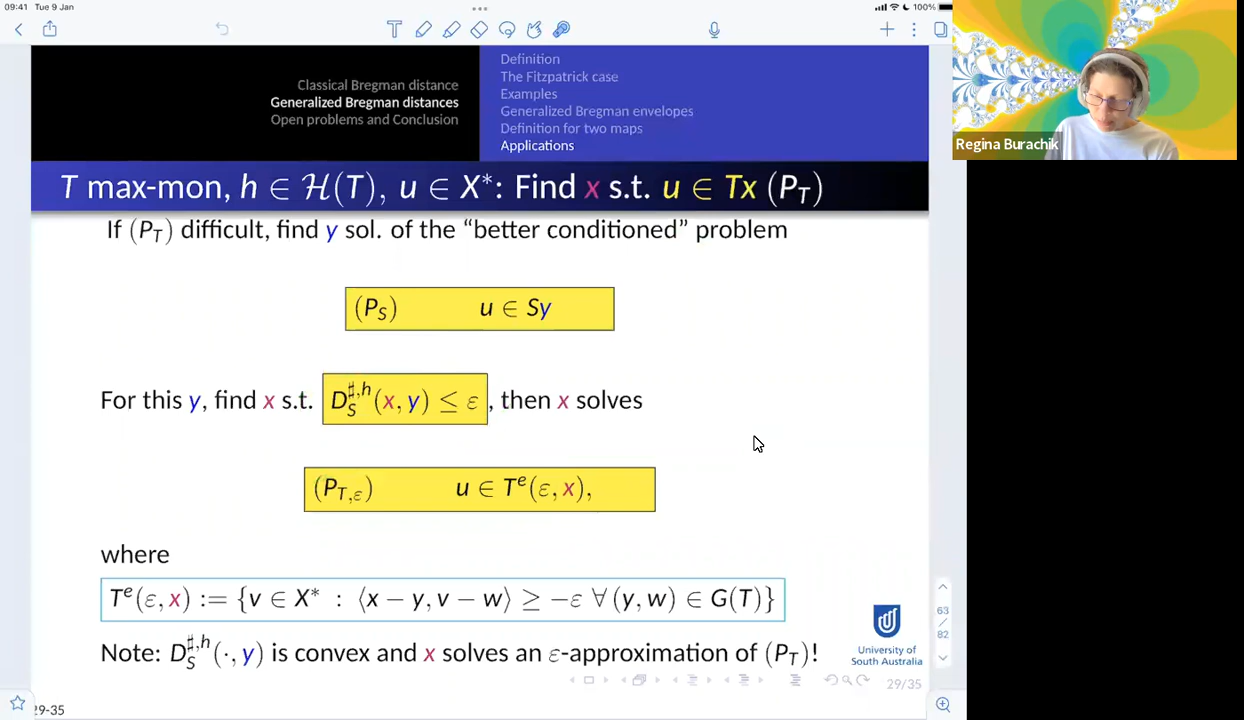 09:41 Tue 9 Jan
100%
Regina Burachik
Classical Bregman distance
Generalized Bregman distances
Open problems and Conclusion
Definition
The Fitzpatrick case
Examples
Generalized Bregman envelopes
Definition for two maps
Applications
T max-mon, h ∈ ℋ(T), u ∈ X*: Find x s.t. u ∈ Tx (P_T)
If (P_T) difficult, find y sol. of the “better conditioned” problem
(P_S) u ∈ Sy
For this y, find x s.t. D_S^{♯,h}(x, y) ≤ ε, then x solves
(P_{T,ε}) u ∈ T^e(ε, x),
where
T^e(ε, x) := {v ∈ X* : ⟨x − y, v − w⟩ ≥ −ε ∀ (y, w) ∈ G(T)}
Note: D_S^{♯,h}(·, y) is convex and x solves an ε-approximation of (P_T)!
University of
South Australia
29/35
63
/
82
29-35